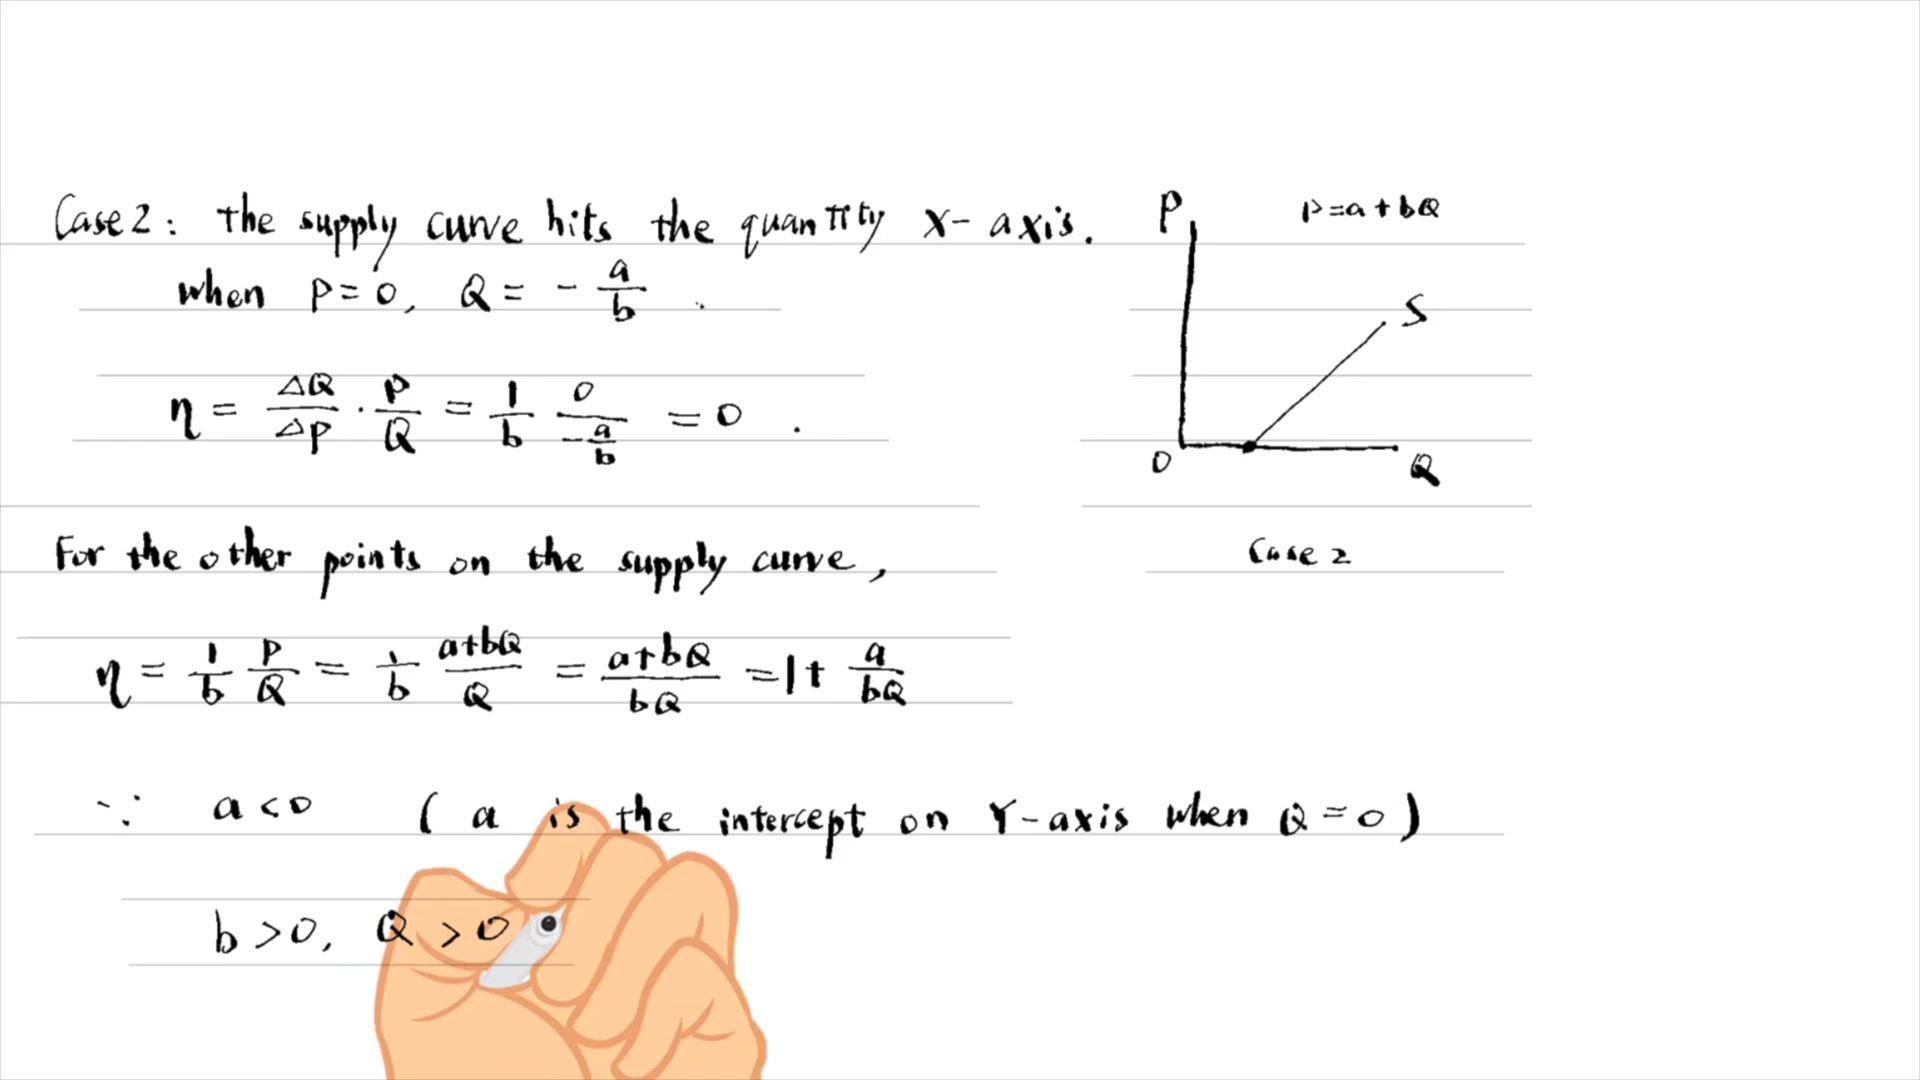 Case 2: the supply curve hits the quantity x-axis.
when P=0, Q = - a/b .
η = ΔQ/ΔP · P/Q = 1/b 0/(-a/b) = 0 .
For the other points on the supply curve,
η = 1/b P/Q = 1/b (a+bQ)/Q = (a+bQ)/(bQ) = 1 + a/(bQ)
∵ a<0 ( a is the intercept on Y-axis when Q=0)
b>0, Q>0
P
P=a+bQ
S
O
Q
Case 2